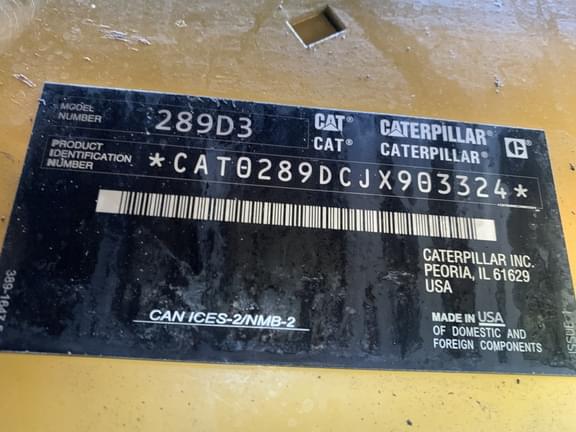 MODEL NUMBER
289D3
CAT® CATERPILLAR®
CAT® CATERPILLAR®
PRODUCT IDENTIFICATION NUMBER
*CAT0289DCJX903324*
CATERPILLAR INC.
PEORIA, IL 61629
USA
CAN ICES-2/NMB-2
MADE IN USA
OF DOMESTIC AND
FOREIGN COMPONENTS